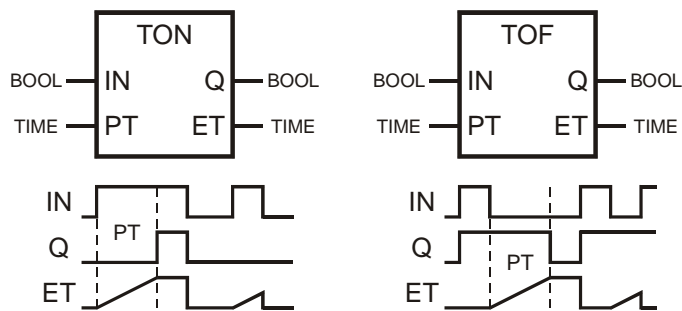 TON
BOOL IN Q BOOL
TIME PT ET TIME
IN
PT
Q
ET
TOF
BOOL IN Q BOOL
TIME PT ET TIME
IN
Q
PT
ET